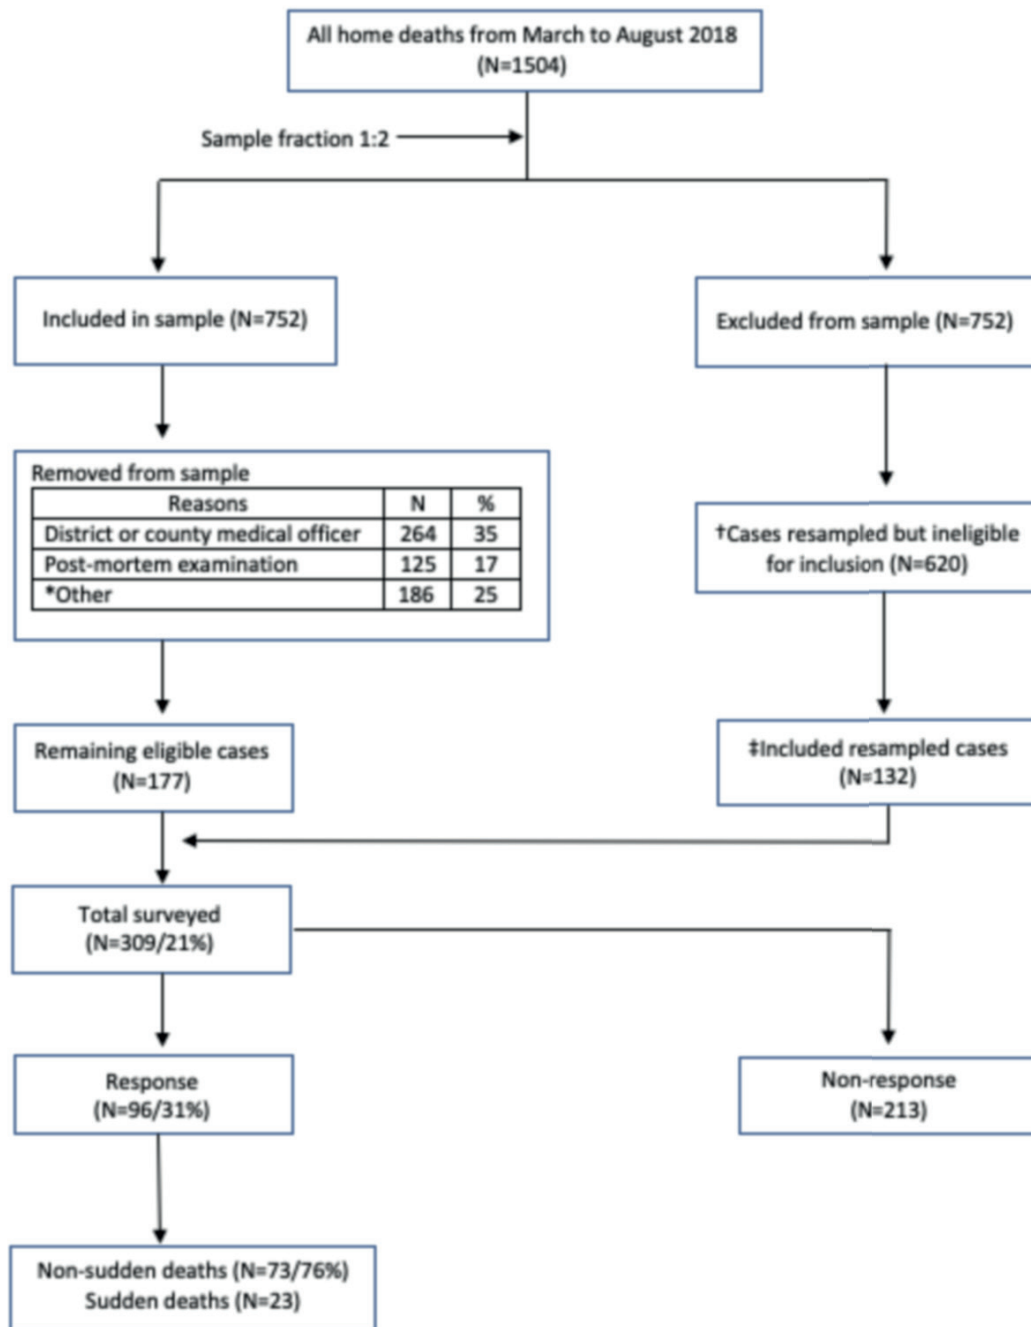 All home deaths from March to August 2018
(N=1504)
Sample fraction 1:2
Included in sample (N=752)
Excluded from sample (N=752)
Removed from sample
Reasons N %
District or county medical officer 264 35
Post-mortem examination 125 17
*Other 186 25
†Cases resampled but ineligible
for inclusion (N=620)
Remaining eligible cases
(N=177)
‡Included resampled cases
(N=132)
Total surveyed
(N=309/21%)
Response
(N=96/31%)
Non-response
(N=213)
Non-sudden deaths (N=73/76%)
Sudden deaths (N=23)